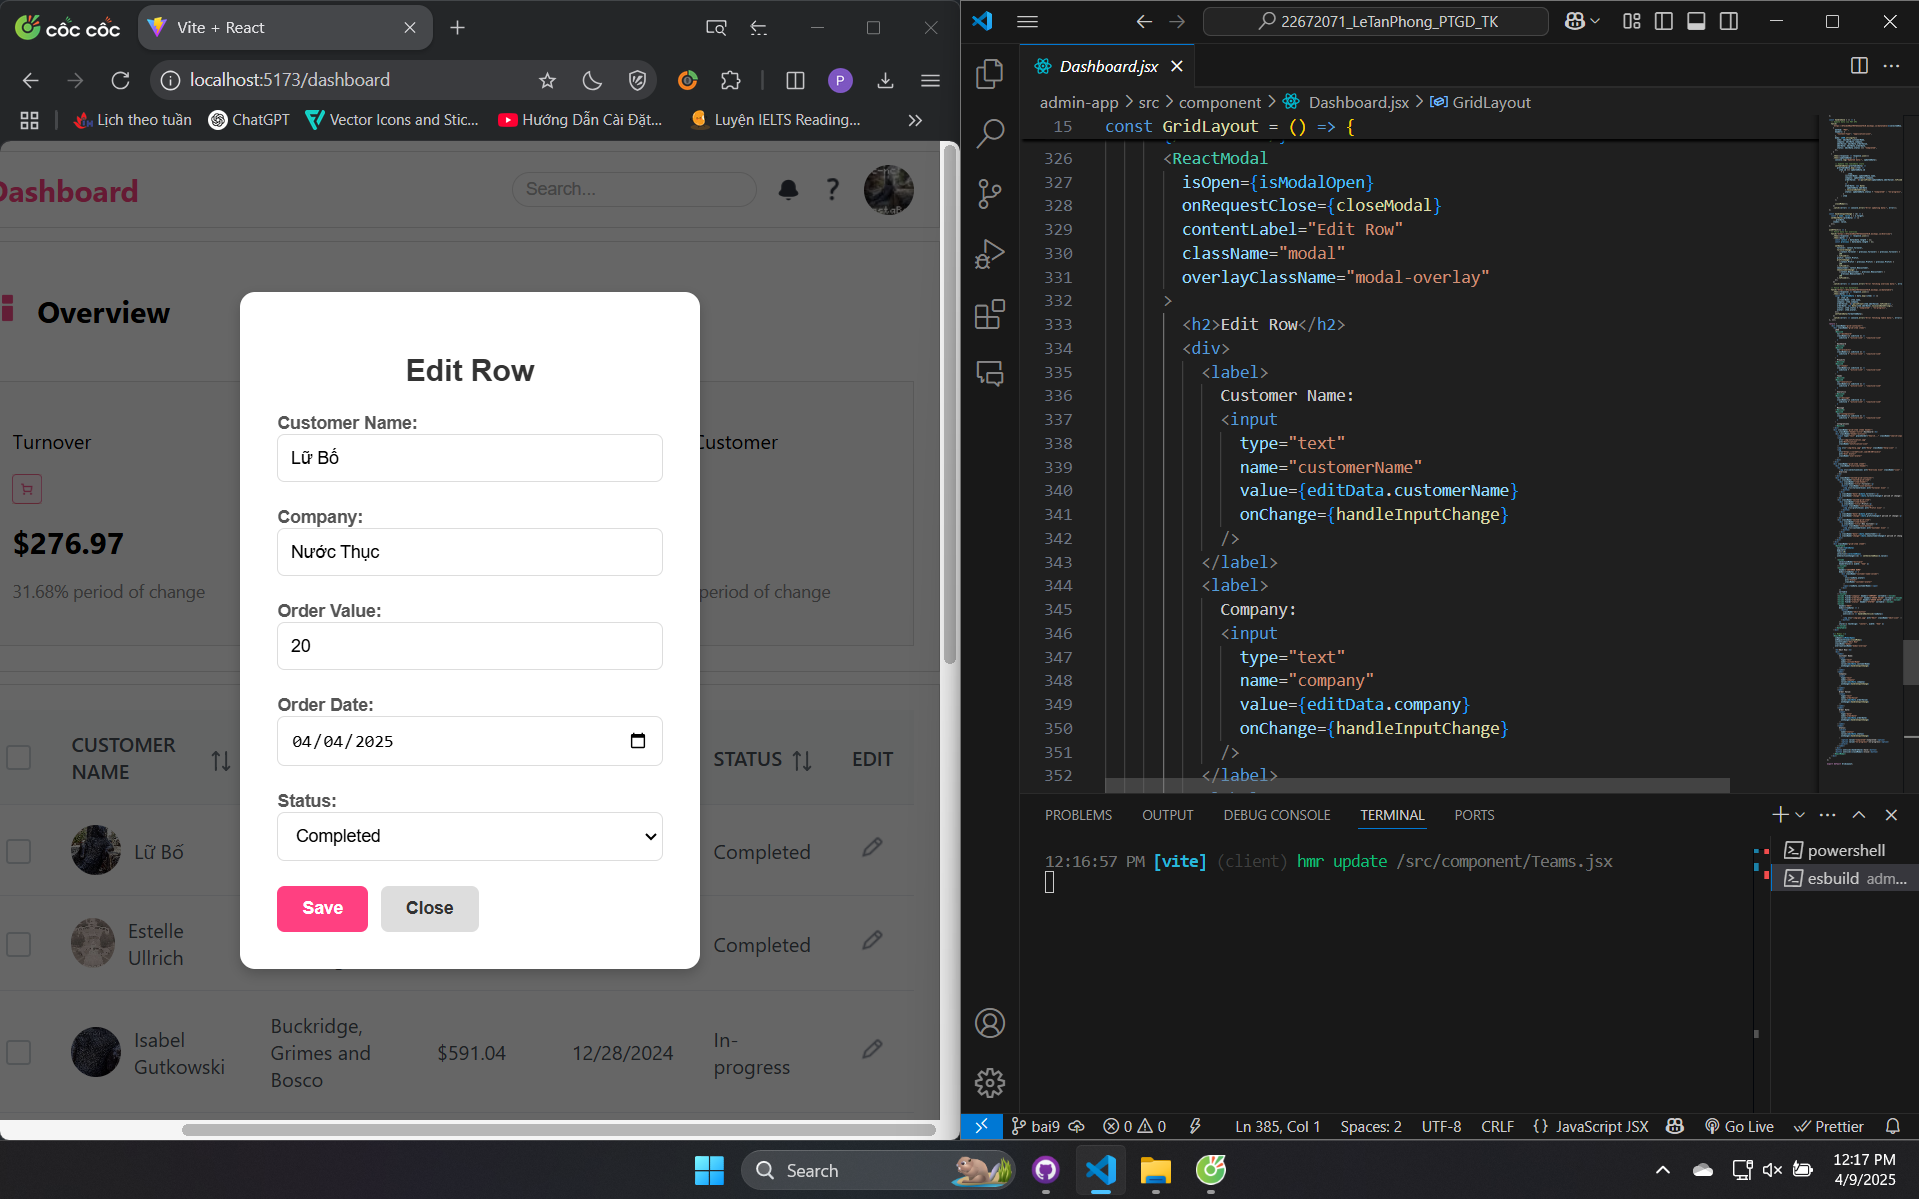 cốc cốc
Vite + React
localhost:5173/dashboard
P
Lịch theo tuần
ChatGPT
Vector Icons and Stic...
Hướng Dẫn Cài Đặt...
Luyện IELTS Reading...
Dashboard
Search...
Overview
Turnover
Customer
$276.97
31.68% period of change
period of change
CUSTOMER NAME
STATUS
EDIT
Lữ Bố
Completed
Estelle Ullrich
Completed
Isabel Gutkowski
Buckridge, Grimes and Bosco
$591.04
12/28/2024
In-progress
Edit Row
Customer Name:
Lữ Bố
Company:
Nước Thục
Order Value:
20
Order Date:
04/04/2025
Status:
Completed
Save
Close
22672071_LeTanPhong_PTGD_TK
Dashboard.jsx
admin-app > src > component > Dashboard.jsx > GridLayout
15 const GridLayout = () => {
326 <ReactModal
327 isOpen={isModalOpen}
328 onRequestClose={closeModal}
329 contentLabel="Edit Row"
330 className="modal"
331 overlayClassName="modal-overlay"
332 >
333 <h2>Edit Row</h2>
334 <div>
335 <label>
336 Customer Name:
337 <input
338 type="text"
339 name="customerName"
340 value={editData.customerName}
341 onChange={handleInputChange}
342 />
343 </label>
344 <label>
345 Company:
346 <input
347 type="text"
348 name="company"
349 value={editData.company}
350 onChange={handleInputChange}
351 />
352 </label>
PROBLEMS
OUTPUT
DEBUG CONSOLE
TERMINAL
PORTS
12:16:57 PM [vite] (client) hmr update /src/component/Teams.jsx
powershell
esbuild adm...
bai9
0
0
Ln 385, Col 1
Spaces: 2
UTF-8
CRLF
{} JavaScript JSX
Go Live
Prettier
Search
12:17 PM
4/9/2025